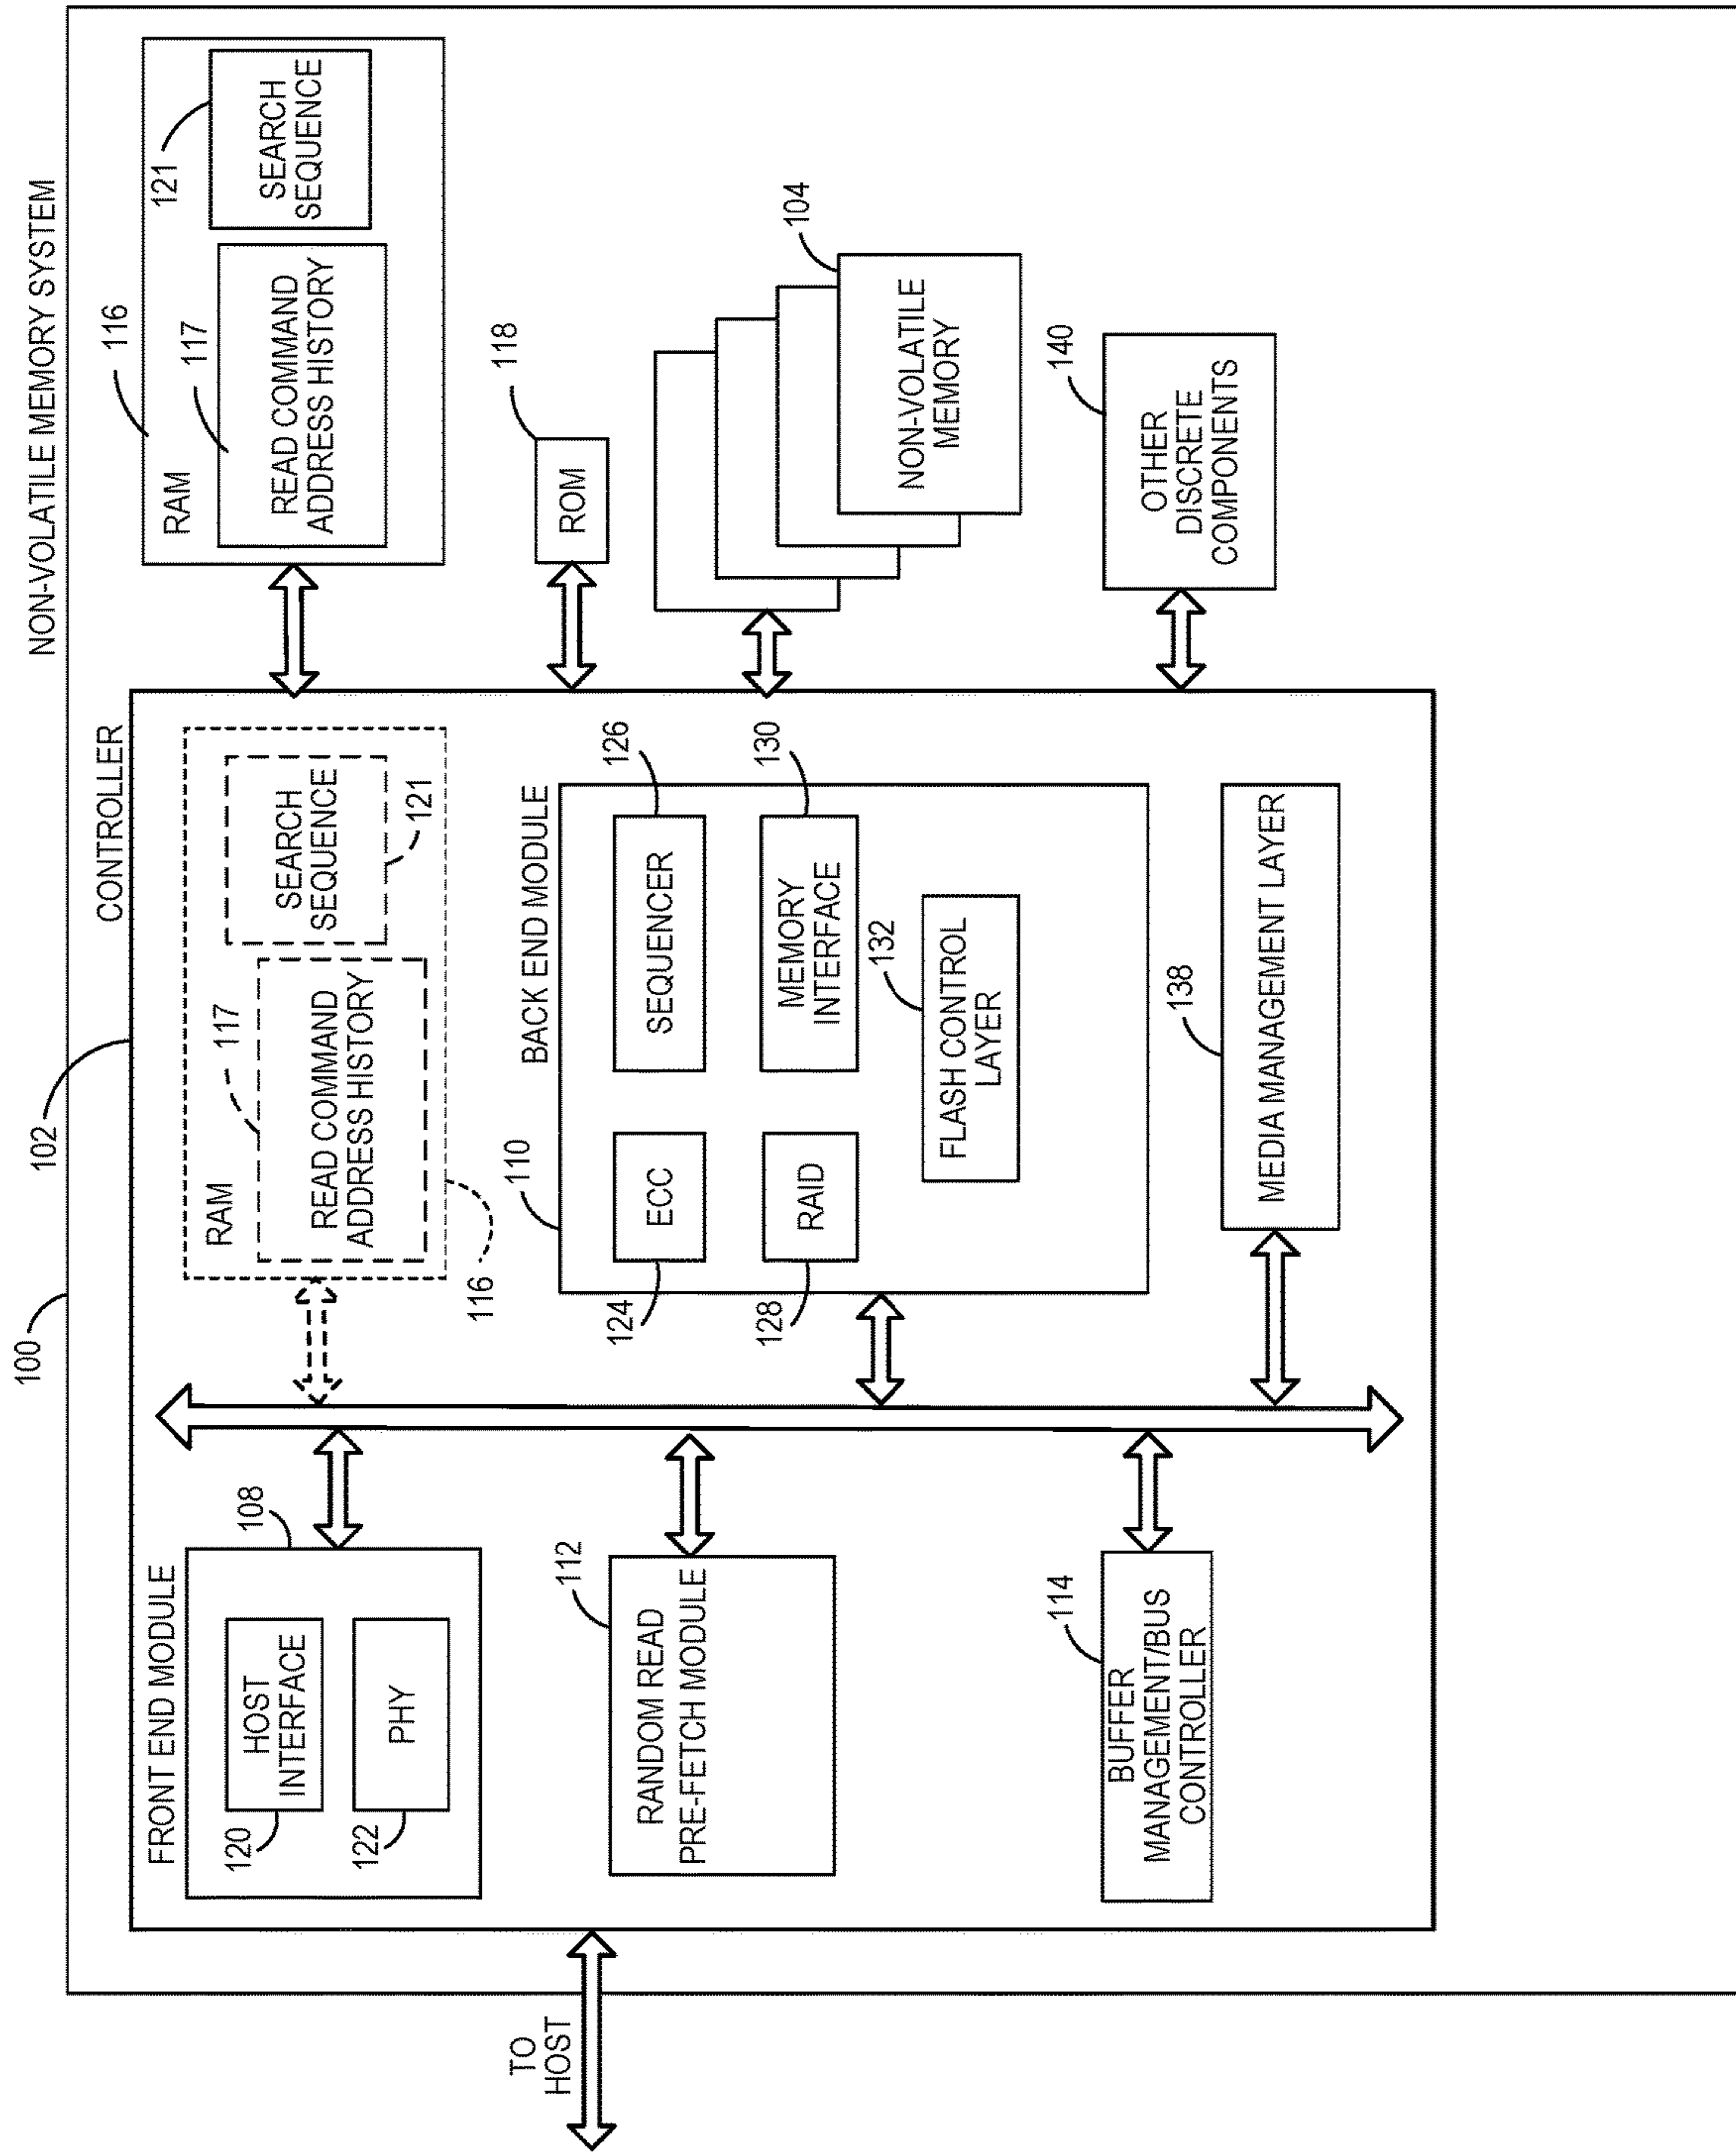 NON-VOLATILE MEMORY SYSTEM
100
102
CONTROLLER
TO
HOST
FRONT END MODULE
108
HOST
INTERFACE
120
PHY
122
RANDOM READ
PRE-FETCH MODULE
112
BUFFER
MANAGEMENT/BUS
CONTROLLER
114
RAM
116
117
READ COMMAND
ADDRESS HISTORY
SEARCH
SEQUENCE
121
BACK END MODULE
110
ECC
124
SEQUENCER
126
RAID
128
MEMORY
INTERFACE
130
FLASH CONTROL
LAYER
132
MEDIA MANAGEMENT LAYER
138
RAM
116
117
READ COMMAND
ADDRESS HISTORY
SEARCH
SEQUENCE
121
ROM
118
NON-VOLATILE
MEMORY
104
OTHER
DISCRETE
COMPONENTS
140